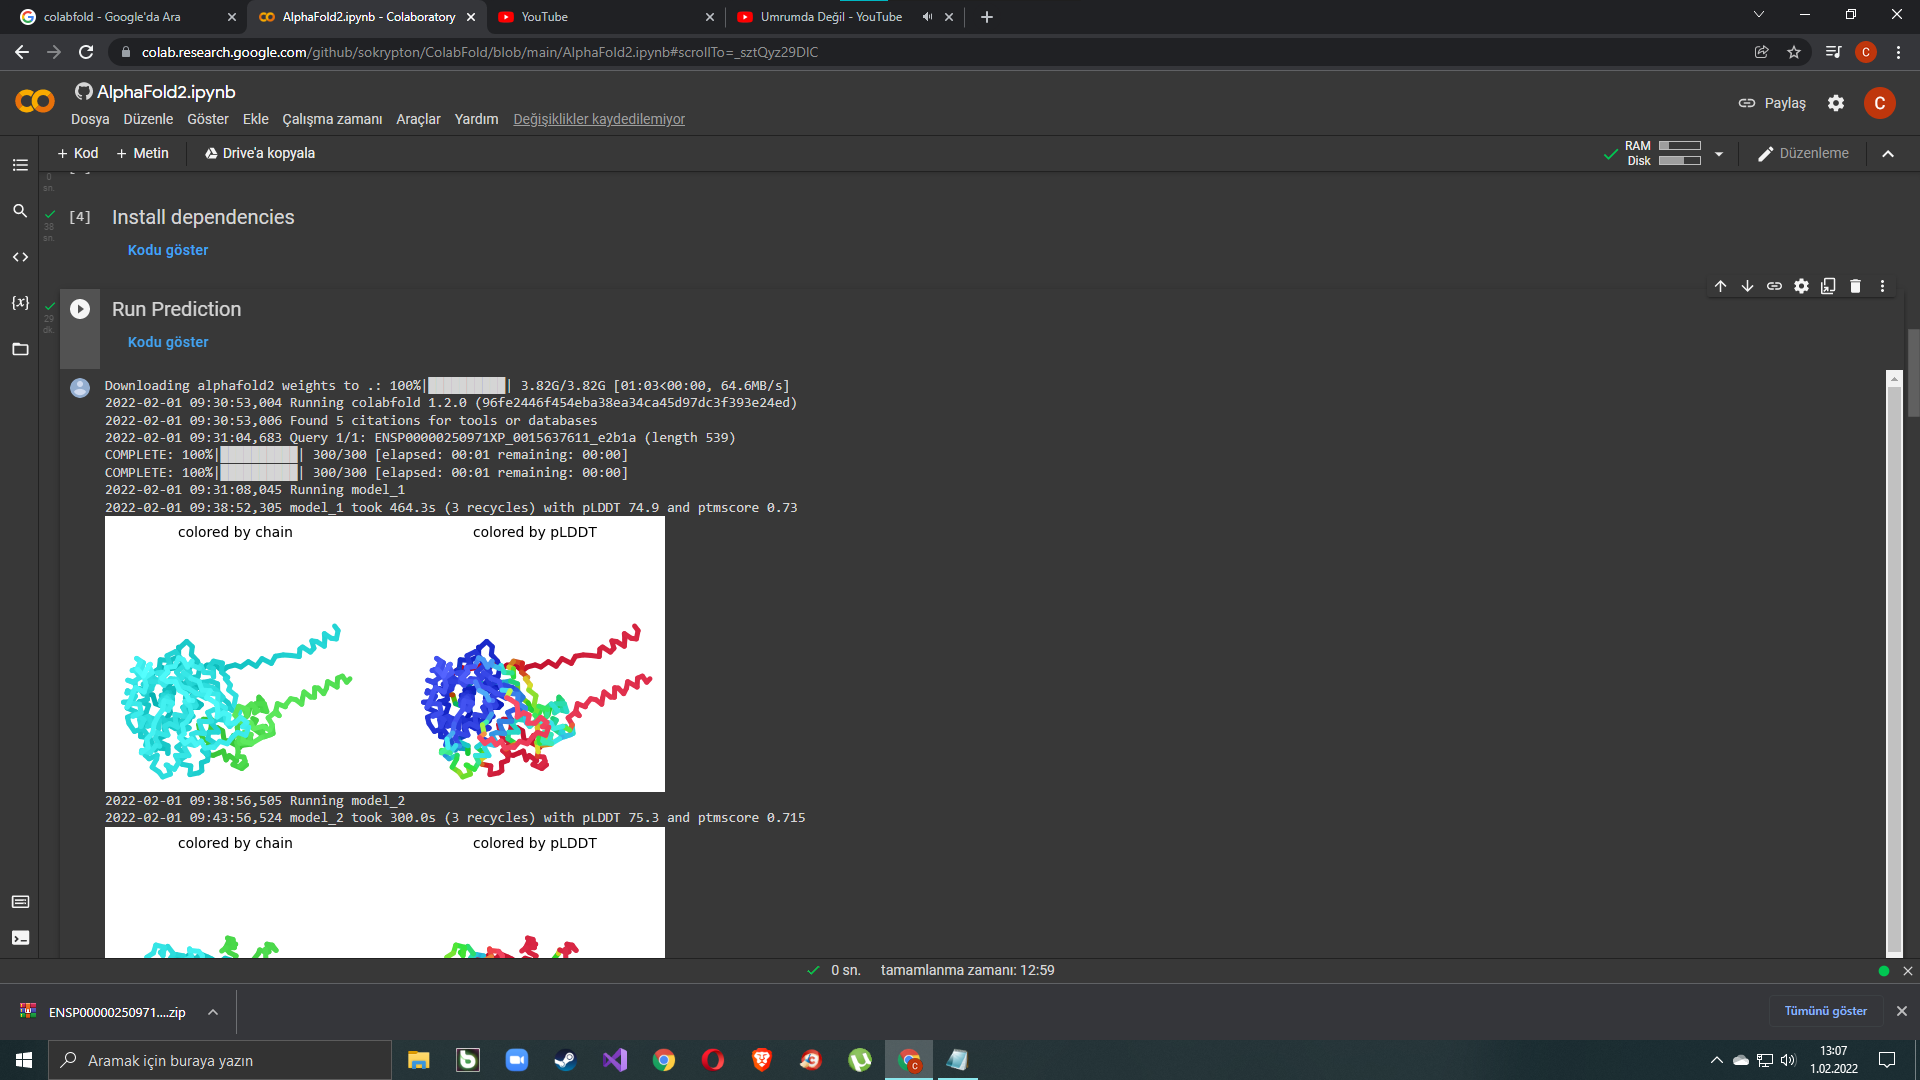 colabfold - Google'da Ara
AlphaFold2.ipynb - Colaboratory
YouTube
Umrumda Değil - YouTube
colab.research.google.com/github/sokrypton/ColabFold/blob/main/AlphaFold2.ipynb#scrollTo=_sztQyz29DIC
C
AlphaFold2.ipynb
Dosya Düzenle Göster Ekle Çalışma zamanı Araçlar Yardım Değişiklikler kaydedilemiyor
Paylaş
C
+ Kod + Metin Drive'a kopyala
RAM
Disk
Düzenleme
0
sn.
[4] Install dependencies
38
sn.
Kodu göster
Run Prediction
29
dk.
Kodu göster
Downloading alphafold2 weights to .: 100%|██████████| 3.82G/3.82G [01:03<00:00, 64.6MB/s]
2022-02-01 09:30:53,004 Running colabfold 1.2.0 (96fe2446f454eba38ea34ca45d97dc3f393e24ed)
2022-02-01 09:30:53,006 Found 5 citations for tools or databases
2022-02-01 09:31:04,683 Query 1/1: ENSP00000250971XP_0015637611_e2b1a (length 539)
COMPLETE: 100%|██████████| 300/300 [elapsed: 00:01 remaining: 00:00]
COMPLETE: 100%|██████████| 300/300 [elapsed: 00:01 remaining: 00:00]
2022-02-01 09:31:08,045 Running model_1
2022-02-01 09:38:52,305 model_1 took 464.3s (3 recycles) with pLDDT 74.9 and ptmscore 0.73
colored by chain colored by pLDDT
2022-02-01 09:38:56,505 Running model_2
2022-02-01 09:43:56,524 model_2 took 300.0s (3 recycles) with pLDDT 75.3 and ptmscore 0.715
colored by chain colored by pLDDT
0 sn. tamamlanma zamanı: 12:59
ENSP00000250971....zip
Tümünü göster
Aramak için buraya yazın
13:07
1.02.2022